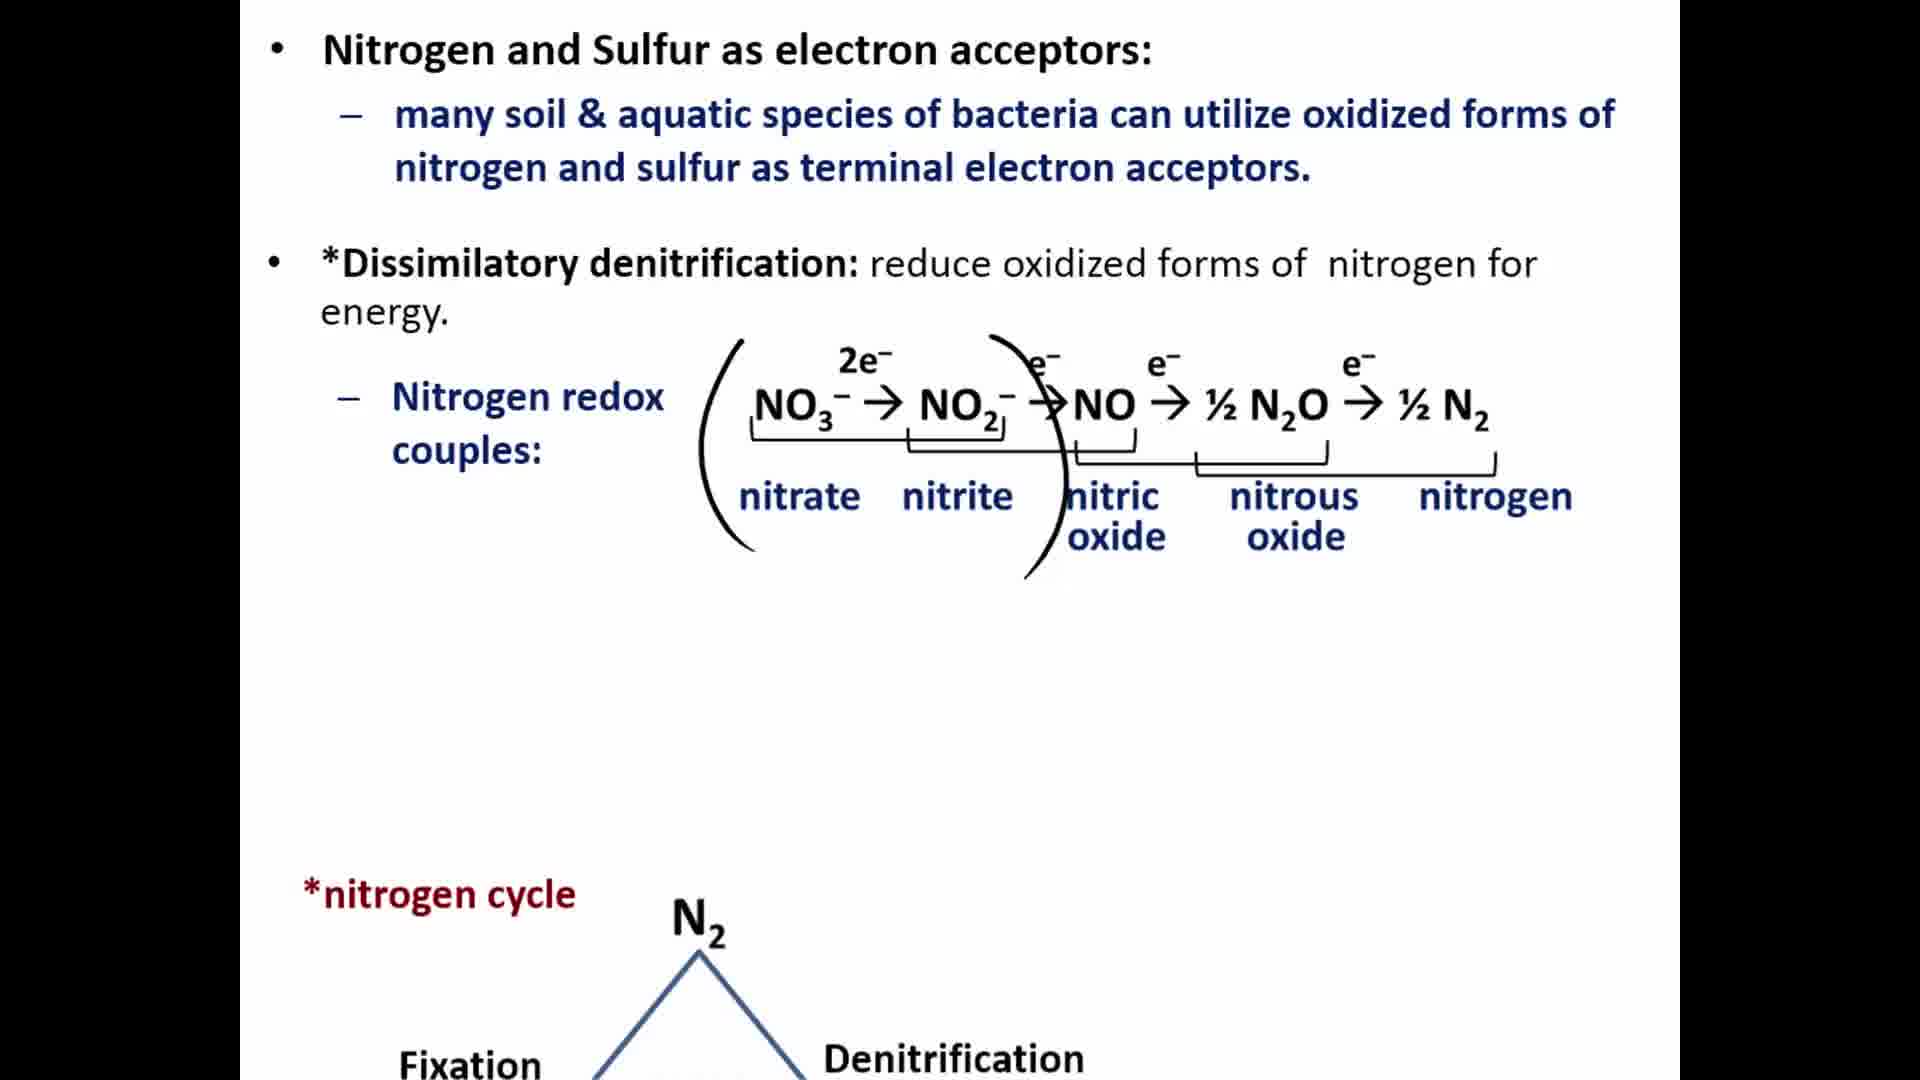 • Nitrogen and Sulfur as electron acceptors:
– many soil & aquatic species of bacteria can utilize oxidized forms of
nitrogen and sulfur as terminal electron acceptors.
• *Dissimilatory denitrification: reduce oxidized forms of nitrogen for
energy.
2e⁻ e⁻ e⁻ e⁻
– Nitrogen redox
couples:
NO₃⁻ → NO₂⁻ → NO → ½ N₂O → ½ N₂
nitrate nitrite nitric nitrous nitrogen
oxide oxide
*nitrogen cycle
N₂
Fixation Denitrification